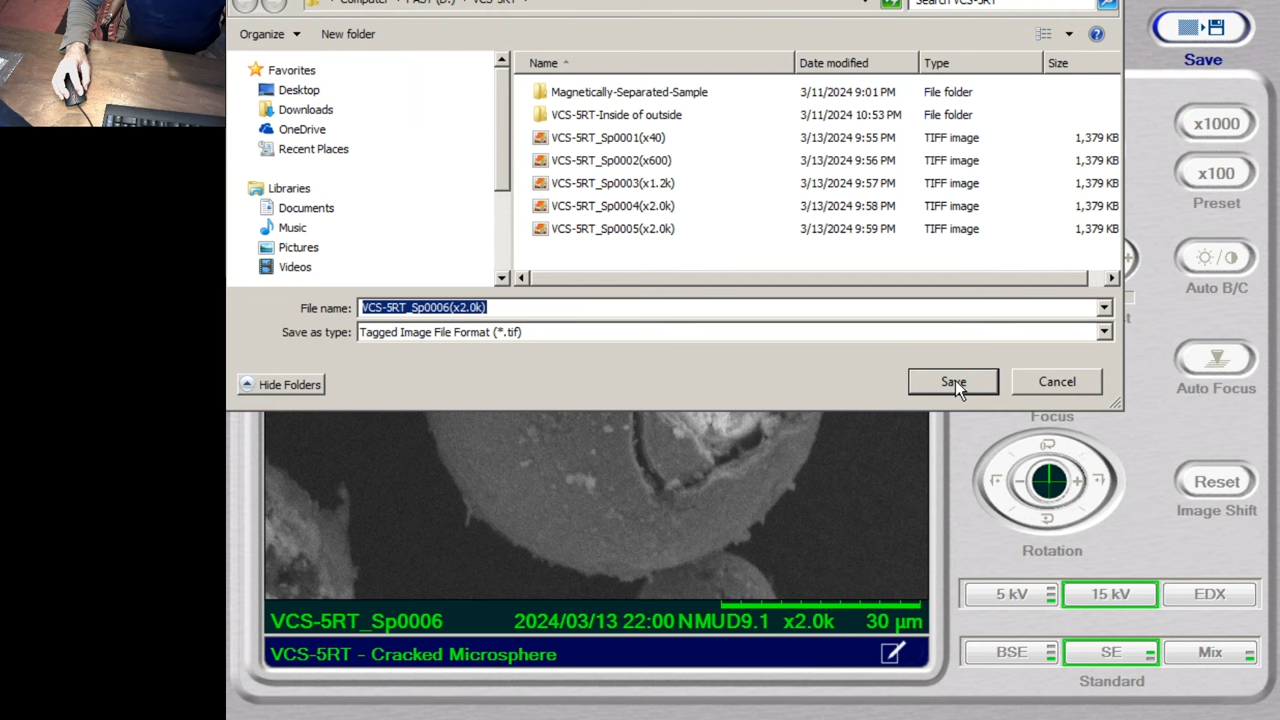 Computer FAST (D:) VCS-5RT Search VCS-5RT
Organize New folder
Save
Favorites
Desktop
Downloads
OneDrive
Recent Places
Libraries
Documents
Music
Pictures
Videos
Name Date modified Type Size
Magnetically-Separated-Sample 3/11/2024 9:01 PM File folder
VCS-5RT-Inside of outside 3/11/2024 10:53 PM File folder
VCS-5RT_Sp0001(x40) 3/13/2024 9:55 PM TIFF image 1,379 KB
VCS-5RT_Sp0002(x600) 3/13/2024 9:56 PM TIFF image 1,379 KB
VCS-5RT_Sp0003(x1.2k) 3/13/2024 9:57 PM TIFF image 1,379 KB
VCS-5RT_Sp0004(x2.0k) 3/13/2024 9:58 PM TIFF image 1,379 KB
VCS-5RT_Sp0005(x2.0k) 3/13/2024 9:59 PM TIFF image 1,379 KB
File name: VCS-5RT_Sp0006(x2.0k)
Save as type: Tagged Image File Format (*.tif)
Hide Folders Save Cancel
x1000
x100
Preset
Auto B/C
Auto Focus
Focus
Reset
Image Shift
Rotation
5 kV 15 kV EDX
BSE SE Mix
Standard
VCS-5RT_Sp0006 2024/03/13 22:00 NMUD9.1 x2.0k 30 μm
VCS-5RT - Cracked Microsphere